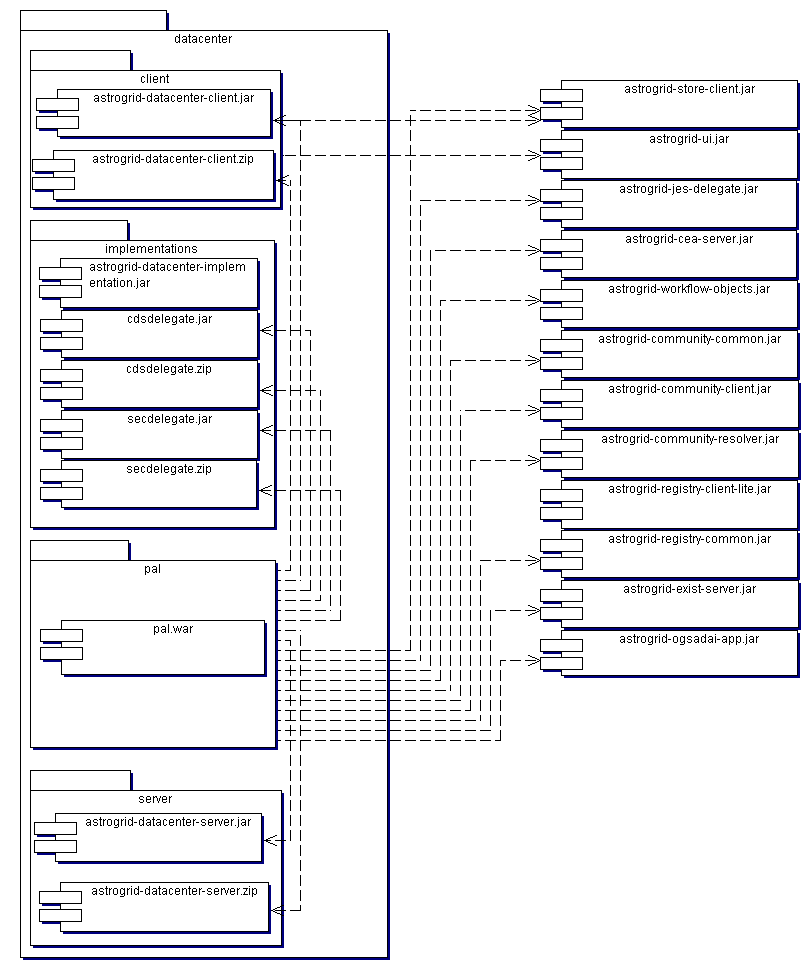 datacenter
client
astrogrid-datacenter-client.jar
astrogrid-datacenter-client.zip
implementations
astrogrid-datacenter-implem
entation.jar
cdsdelegate.jar
cdsdelegate.zip
secdelegate.jar
secdelegate.zip
pal
pal.war
server
astrogrid-datacenter-server.jar
astrogrid-datacenter-server.zip
astrogrid-store-client.jar
astrogrid-ui.jar
astrogrid-jes-delegate.jar
astrogrid-cea-server.jar
astrogrid-workflow-objects.jar
astrogrid-community-common.jar
astrogrid-community-client.jar
astrogrid-community-resolver.jar
astrogrid-registry-client-lite.jar
astrogrid-registry-common.jar
astrogrid-exist-server.jar
astrogrid-ogsadai-app.jar